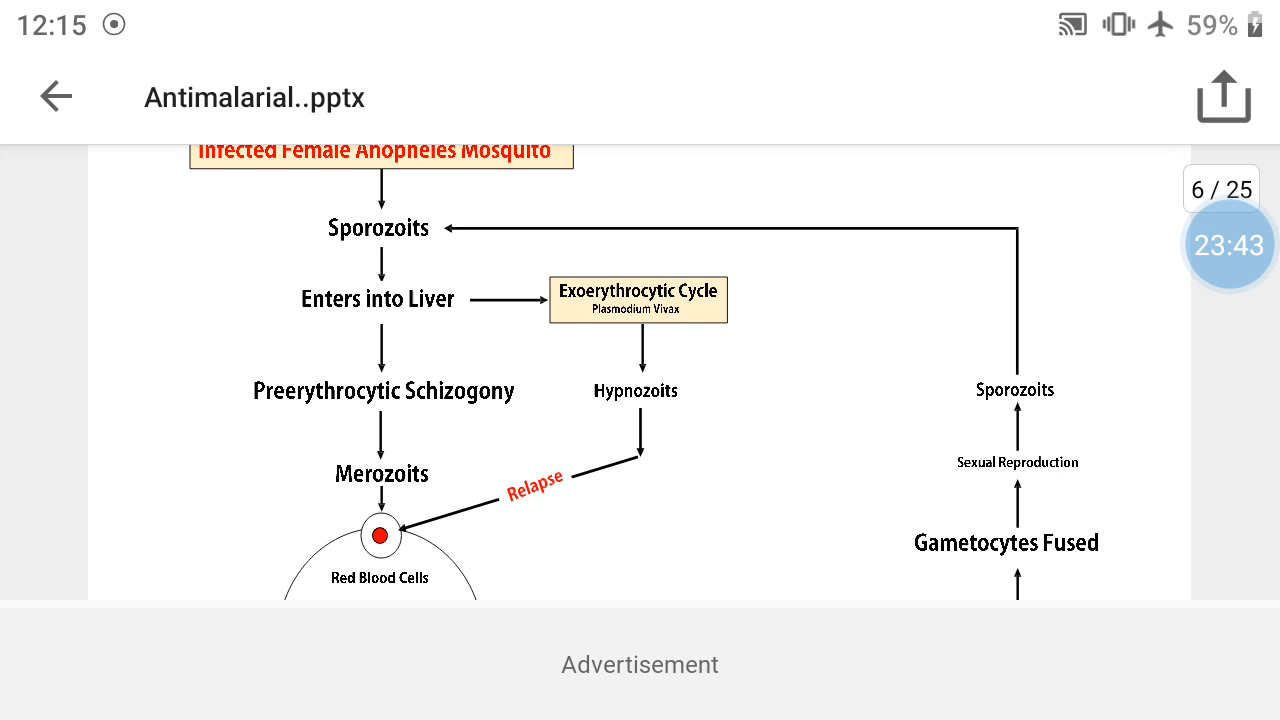 12:15
59%
Antimalarial..pptx
Infected Female Anopheles Mosquito
6 / 25
23:43
Sporozoits
Enters into Liver
Exoerythrocytic Cycle
Plasmodium Vivax
Preerythrocytic Schizogony
Hypnozoits
Sporozoits
Sexual Reproduction
Merozoits
Relapse
Gametocytes Fused
Red Blood Cells
Advertisement